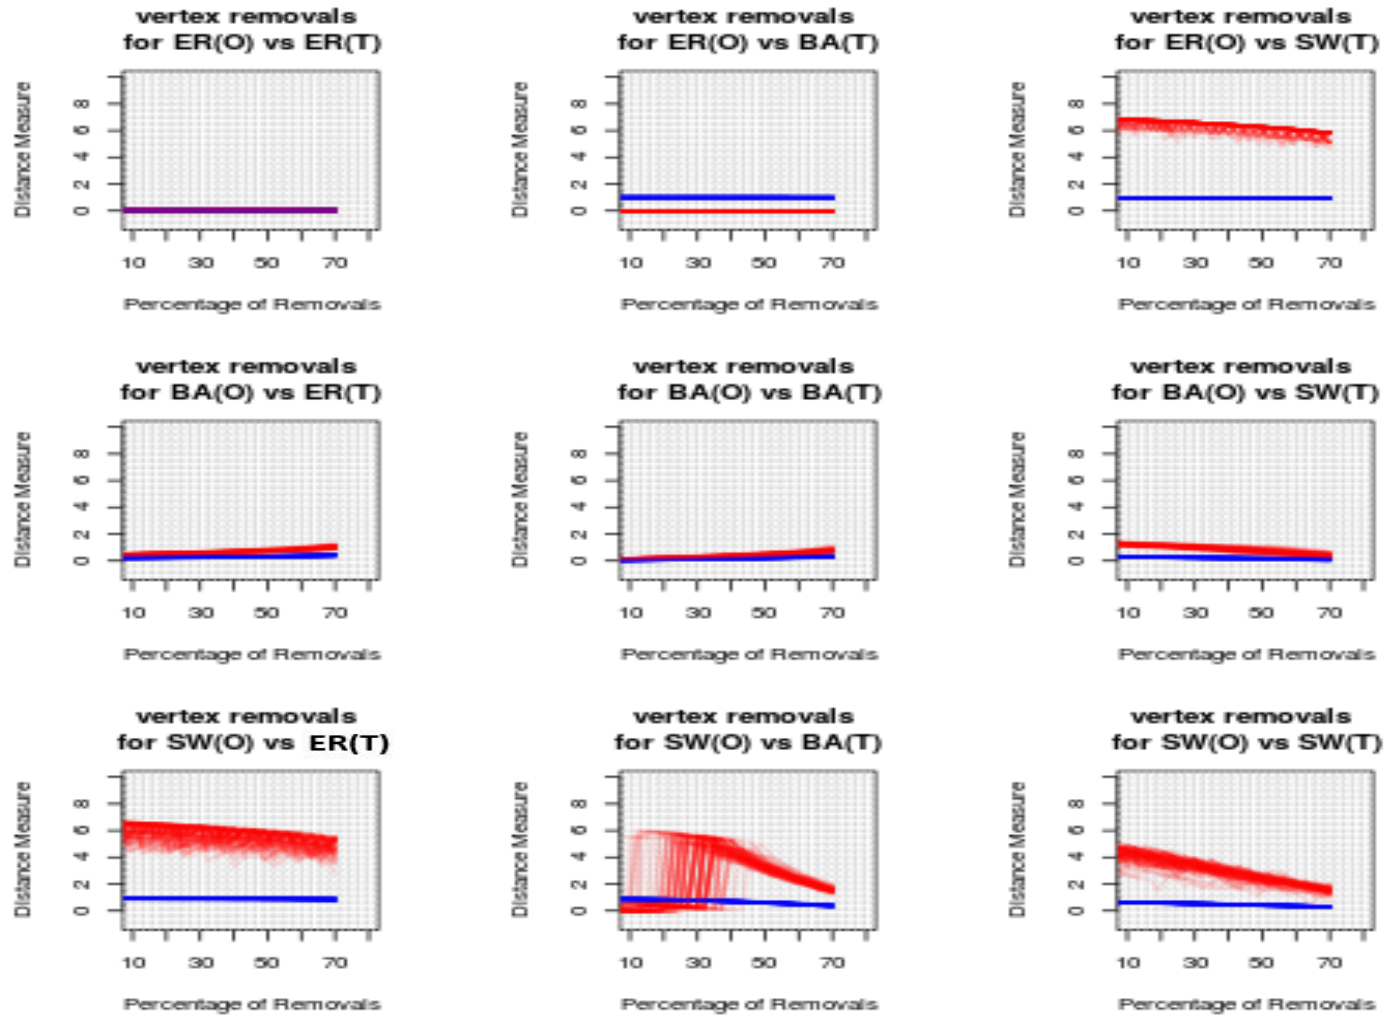 vertex removals
for ER(O) vs ER(T)
Distance Measure
0 2 4 6 8
10 30 50 70
Percentage of Removals
vertex removals
for ER(O) vs BA(T)
Distance Measure
0 2 4 6 8
10 30 50 70
Percentage of Removals
vertex removals
for ER(O) vs SW(T)
Distance Measure
0 2 4 6 8
10 30 50 70
Percentage of Removals
vertex removals
for BA(O) vs ER(T)
Distance Measure
0 2 4 6 8
10 30 50 70
Percentage of Removals
vertex removals
for BA(O) vs BA(T)
Distance Measure
0 2 4 6 8
10 30 50 70
Percentage of Removals
vertex removals
for BA(O) vs SW(T)
Distance Measure
0 2 4 6 8
10 30 50 70
Percentage of Removals
vertex removals
for SW(O) vs ER(T)
Distance Measure
0 2 4 6 8
10 30 50 70
Percentage of Removals
vertex removals
for SW(O) vs BA(T)
Distance Measure
0 2 4 6 8
10 30 50 70
Percentage of Removals
vertex removals
for SW(O) vs SW(T)
Distance Measure
0 2 4 6 8
10 30 50 70
Percentage of Removals